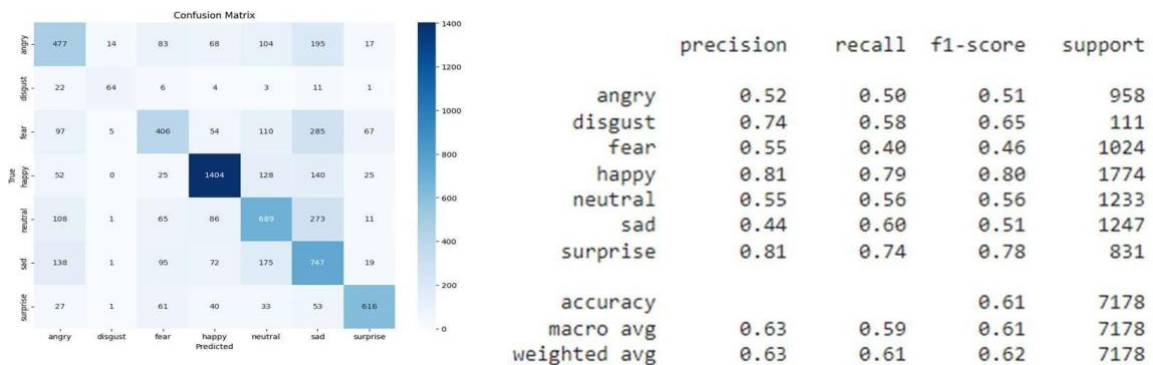 Confusion Matrix
angry 477 14 83 68 104 195 17
disgust 22 64 6 4 3 11 1
fear 97 5 406 54 110 285 67
happy 52 0 25 1404 128 140 25
neutral 108 1 65 86 689 273 11
sad 138 1 95 72 175 747 19
surprise 27 1 61 40 33 53 616
angry disgust fear happy neutral sad surprise
Predicted
True
1400
1200
1000
800
600
400
200
0
precision recall f1-score support
angry 0.52 0.50 0.51 958
disgust 0.74 0.58 0.65 111
fear 0.55 0.40 0.46 1024
happy 0.81 0.79 0.80 1774
neutral 0.55 0.56 0.56 1233
sad 0.44 0.60 0.51 1247
surprise 0.81 0.74 0.78 831
accuracy 0.61 7178
macro avg 0.63 0.59 0.61 7178
weighted avg 0.63 0.61 0.62 7178